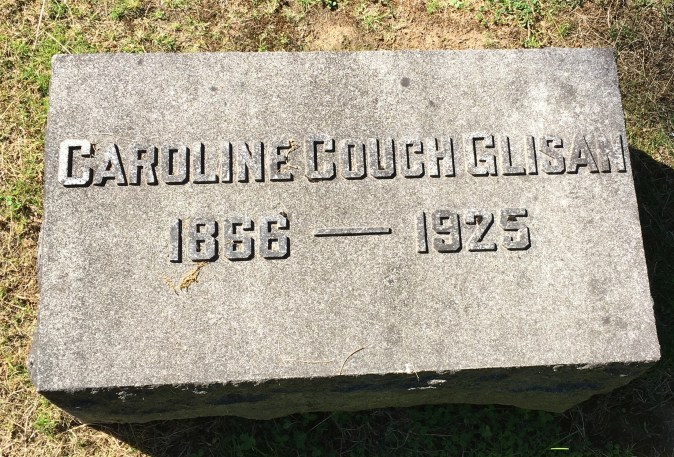 CAROLINE COUCH GLISAN
1866 — 1925